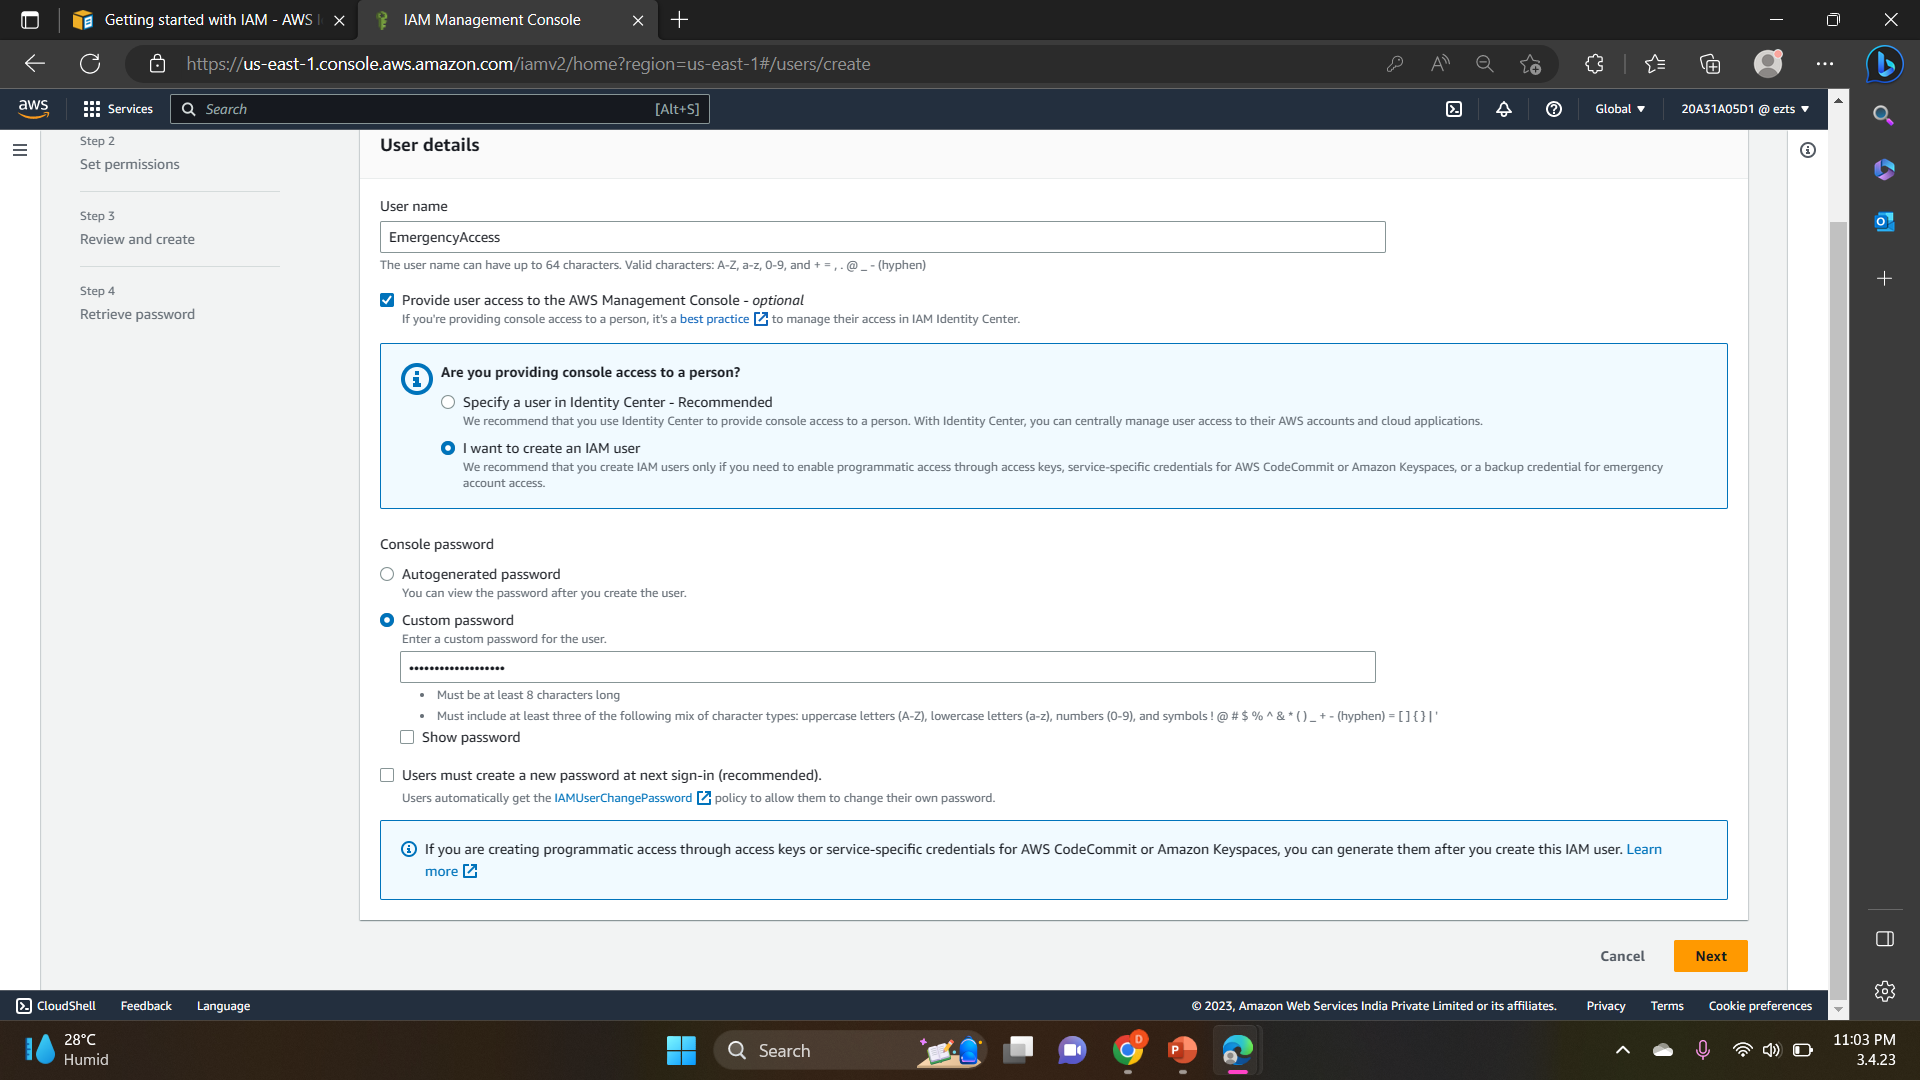 Getting started with IAM - AWS I
IAM Management Console
https://us-east-1.console.aws.amazon.com/iamv2/home?region=us-east-1#/users/create
aws
Services
Search
[Alt+S]
Global
20A31A05D1 @ ezts
Step 2
Set permissions
Step 3
Review and create
Step 4
Retrieve password
User details
User name
EmergencyAccess
The user name can have up to 64 characters. Valid characters: A-Z, a-z, 0-9, and + = , . @ _ - (hyphen)
Provide user access to the AWS Management Console - optional
If you're providing console access to a person, it's a best practice to manage their access in IAM Identity Center.
Are you providing console access to a person?
Specify a user in Identity Center - Recommended
We recommend that you use Identity Center to provide console access to a person. With Identity Center, you can centrally manage user access to their AWS accounts and cloud applications.
I want to create an IAM user
We recommend that you create IAM users only if you need to enable programmatic access through access keys, service-specific credentials for AWS CodeCommit or Amazon Keyspaces, or a backup credential for emergency
account access.
Console password
Autogenerated password
You can view the password after you create the user.
Custom password
Enter a custom password for the user.
•••••••••••••••••••
• Must be at least 8 characters long
• Must include at least three of the following mix of character types: uppercase letters (A-Z), lowercase letters (a-z), numbers (0-9), and symbols ! @ # $ % ^ & * ( ) _ + - (hyphen) = [ ] { } | '
Show password
Users must create a new password at next sign-in (recommended).
Users automatically get the IAMUserChangePassword policy to allow them to change their own password.
If you are creating programmatic access through access keys or service-specific credentials for AWS CodeCommit or Amazon Keyspaces, you can generate them after you create this IAM user. Learn
more
Cancel
Next
CloudShell
Feedback
Language
© 2023, Amazon Web Services India Private Limited or its affiliates.
Privacy
Terms
Cookie preferences
28°C
Humid
Search
D
11:03 PM
3.4.23